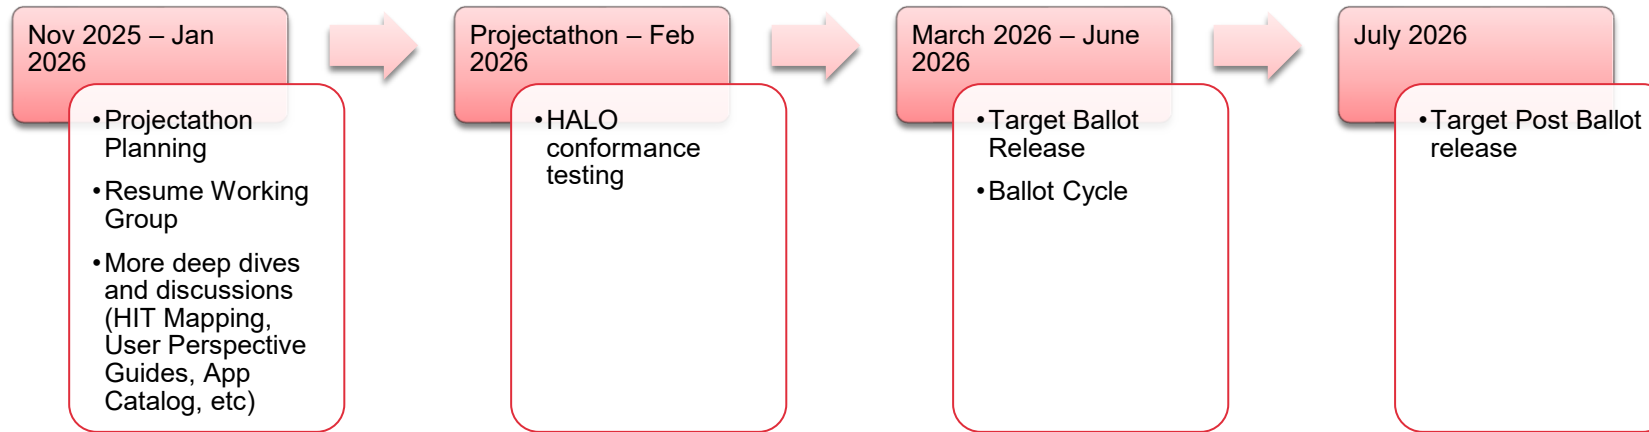 Nov 2025 – Jan
2026
•Projectathon
Planning
•Resume Working
Group
•More deep dives
and discussions
(HIT Mapping,
User Perspective
Guides, App
Catalog, etc)
Projectathon – Feb
2026
•HALO
conformance
testing
March 2026 – June
2026
•Target Ballot
Release
•Ballot Cycle
July 2026
•Target Post Ballot
release